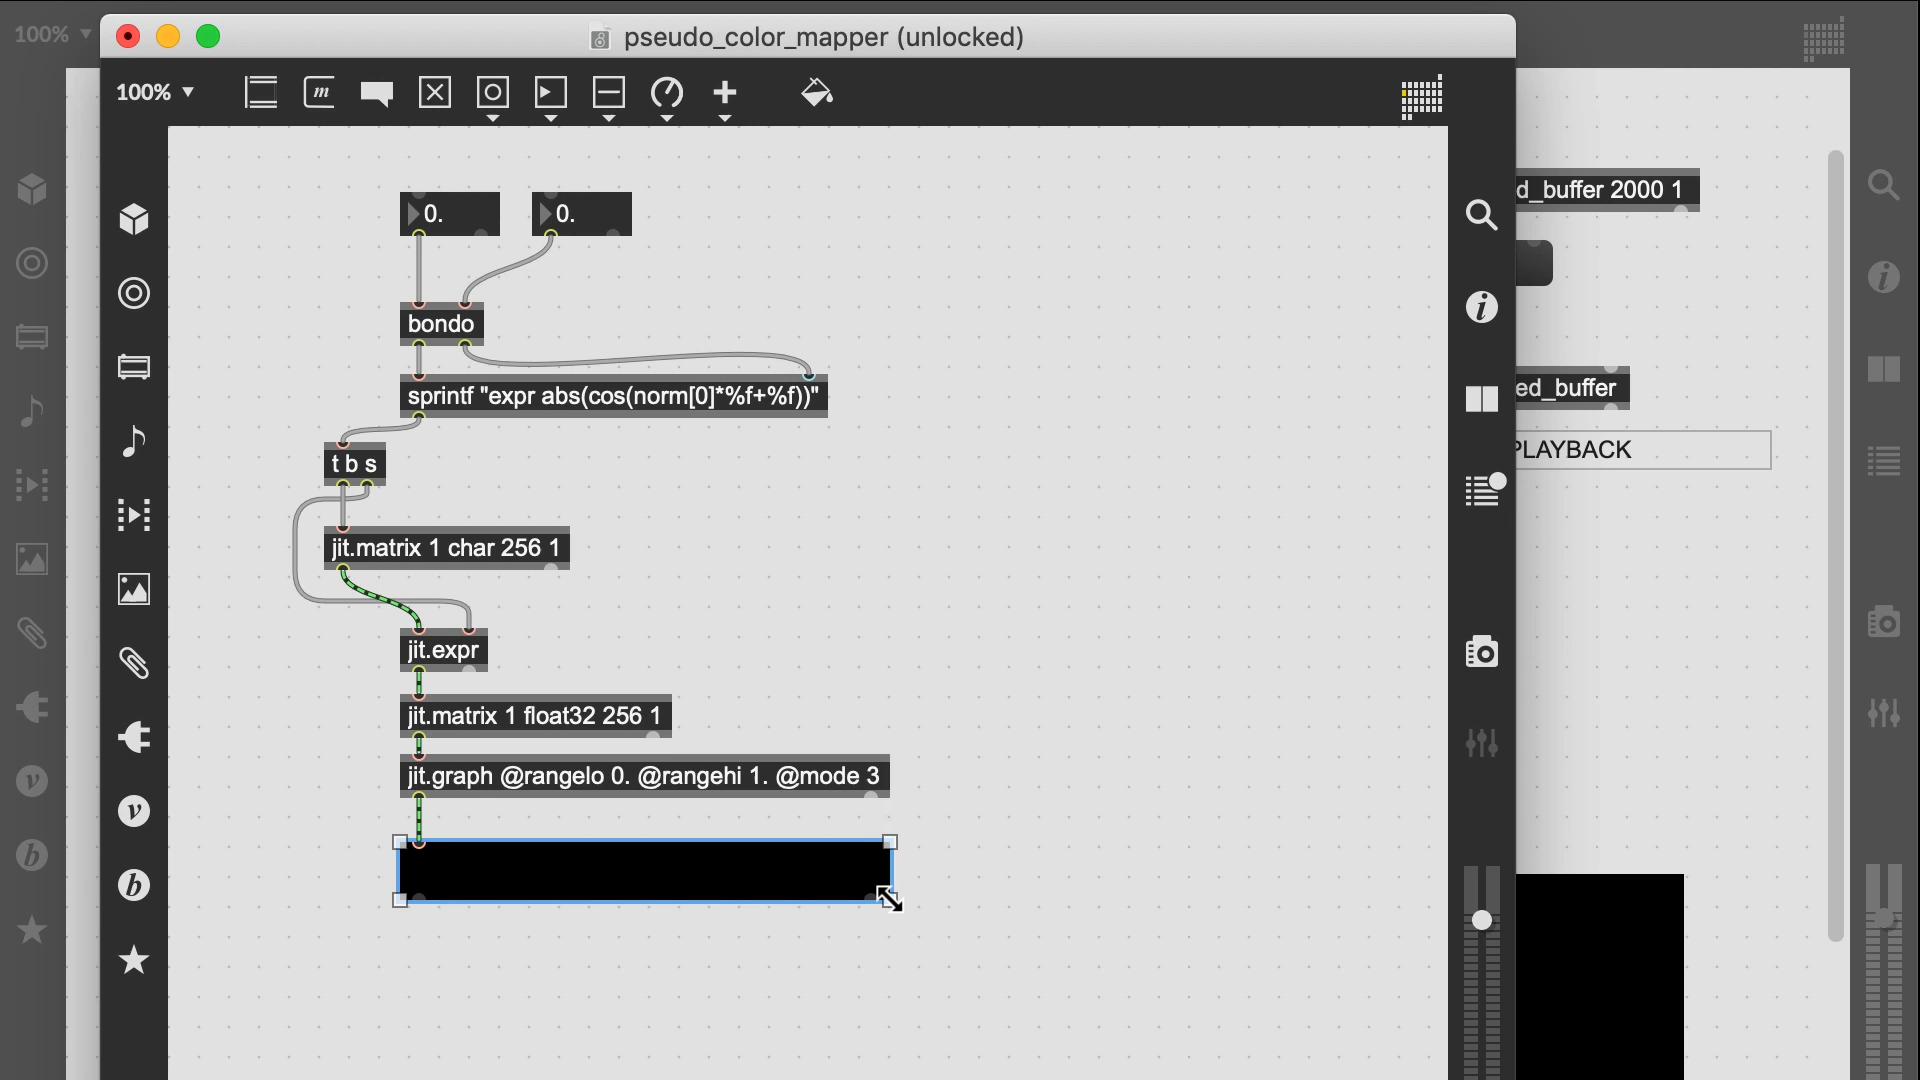 100%
pseudo_color_mapper (unlocked)
100%
m
0.
0.
d_buffer 2000 1
bondo
sprintf "expr abs(cos(norm[0]*%f+%f))"
ed_buffer
PLAYBACK
t b s
jit.matrix 1 char 256 1
jit.expr
jit.matrix 1 float32 256 1
jit.graph @rangelo 0. @rangehi 1. @mode 3